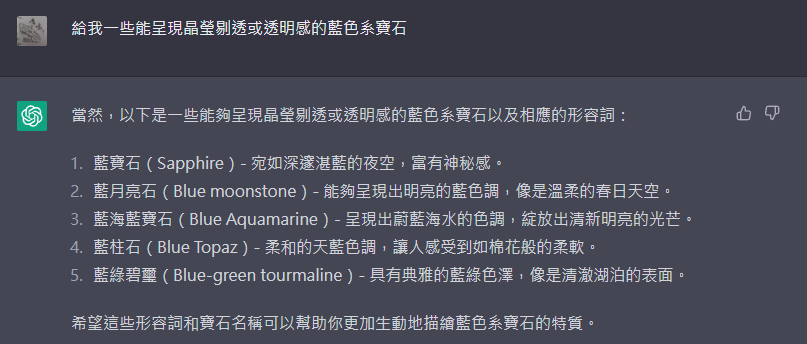 給我一些能呈現晶瑩剔透或透明感的藍色系寶石
當然，以下是一些能夠呈現晶瑩剔透或透明感的藍色系寶石以及相應的形容詞：
1. 藍寶石（Sapphire）- 宛如深邃湛藍的夜空，富有神秘感。
2. 藍月亮石（Blue moonstone）- 能夠呈現出明亮的藍色調，像是溫柔的春日天空。
3. 藍海藍寶石（Blue Aquamarine）- 呈現出蔚藍海水的色調，綻放出清新明亮的光芒。
4. 藍柱石（Blue Topaz）- 柔和的天藍色調，讓人感受到如棉花般的柔軟。
5. 藍綠碧璽（Blue-green tourmaline）- 具有典雅的藍綠色澤，像是清澈湖泊的表面。
希望這些形容詞和寶石名稱可以幫助你更加生動地描繪藍色系寶石的特質。